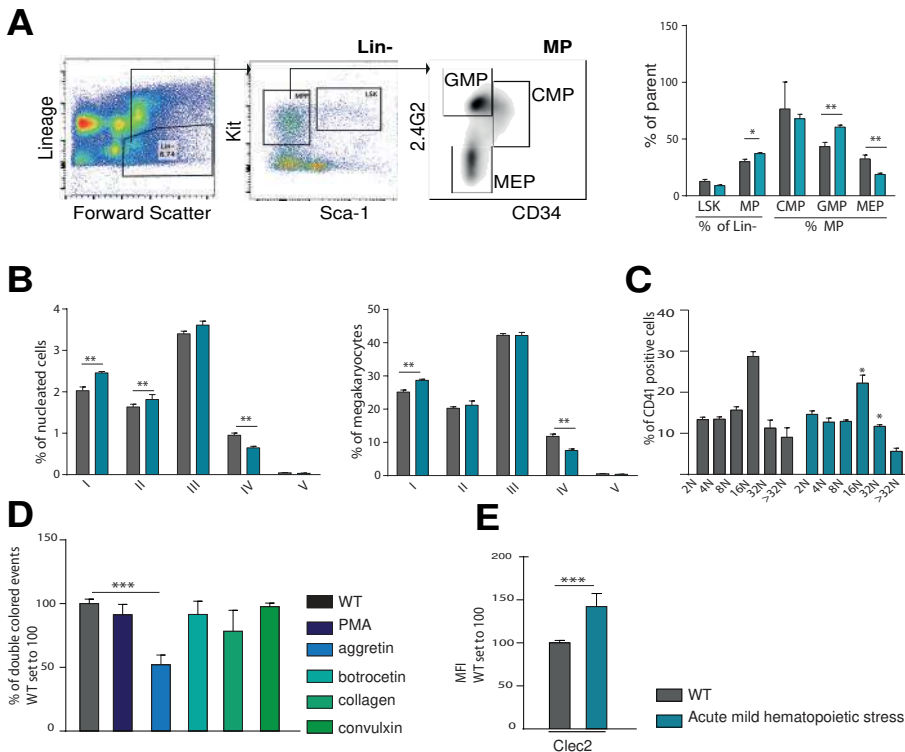 A
Lin-
MP
Lineage
Lin-
6.74
Forward Scatter
Kit
MPP
LSK
Sca-1
2.4G2
GMP
CMP
MEP
CD34
% of parent
150
100
50
0
*
**
**
LSK
MP
CMP
GMP
MEP
% of Lin-
% MP
B
% of nucleated cells
4
3
2
1
0
**
**
**
I
II
III
IV
V
% of megakaryocytes
50
40
30
20
10
0
**
**
I
II
III
IV
V
C
% of CD41 positive cells
40
30
20
10
0
*
*
2N
4N
8N
16N
32N
>32N
2N
4N
8N
16N
32N
>32N
D
% of double colored events
WT set to 100
150
100
50
0
***
WT
PMA
aggretin
botrocetin
collagen
convulxin
E
MFI
WT set to 100
200
150
100
50
0
***
Clec2
WT
Acute mild hematopoietic stress